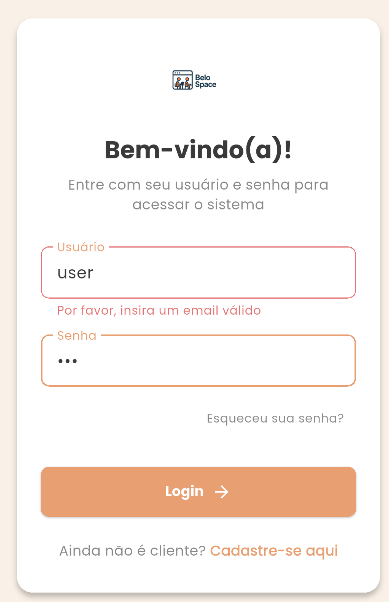 Belo
Space
Bem-vindo(a)!
Entre com seu usuário e senha para
acessar o sistema
Usuário
user
Por favor, insira um email válido
Senha
•••
Esqueceu sua senha?
Login →
Ainda não é cliente? Cadastre-se aqui